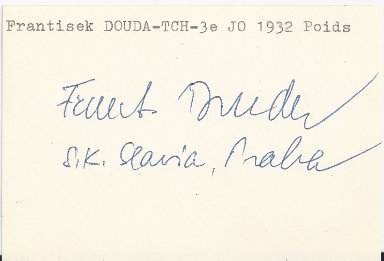 Frantisek DOUDA-TCH-3e JO 1932 Poids
Frant. Douda
S.K. Slavia, Praha